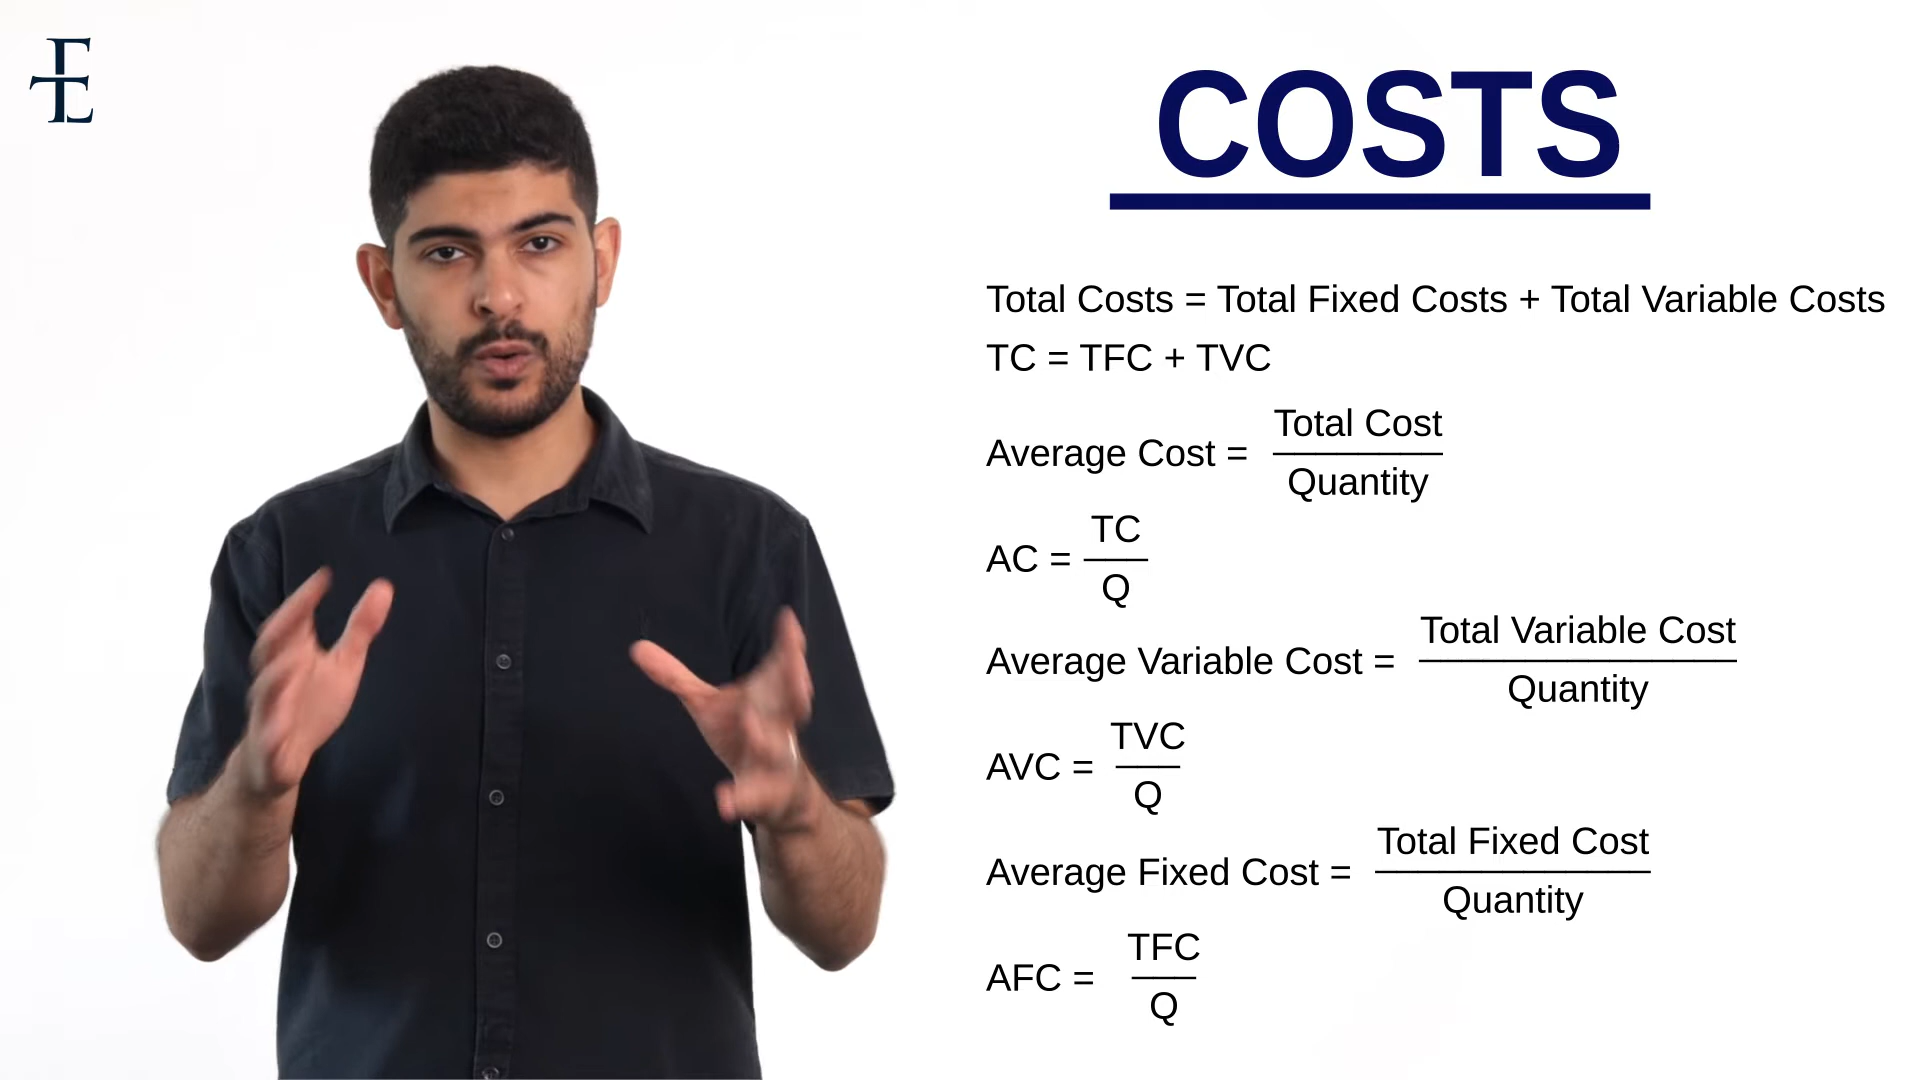 FE
COSTS
Total Costs = Total Fixed Costs + Total Variable Costs
TC = TFC + TVC
Average Cost = Total Cost / Quantity
AC = TC / Q
Average Variable Cost = Total Variable Cost / Quantity
AVC = TVC / Q
Average Fixed Cost = Total Fixed Cost / Quantity
AFC = TFC / Q